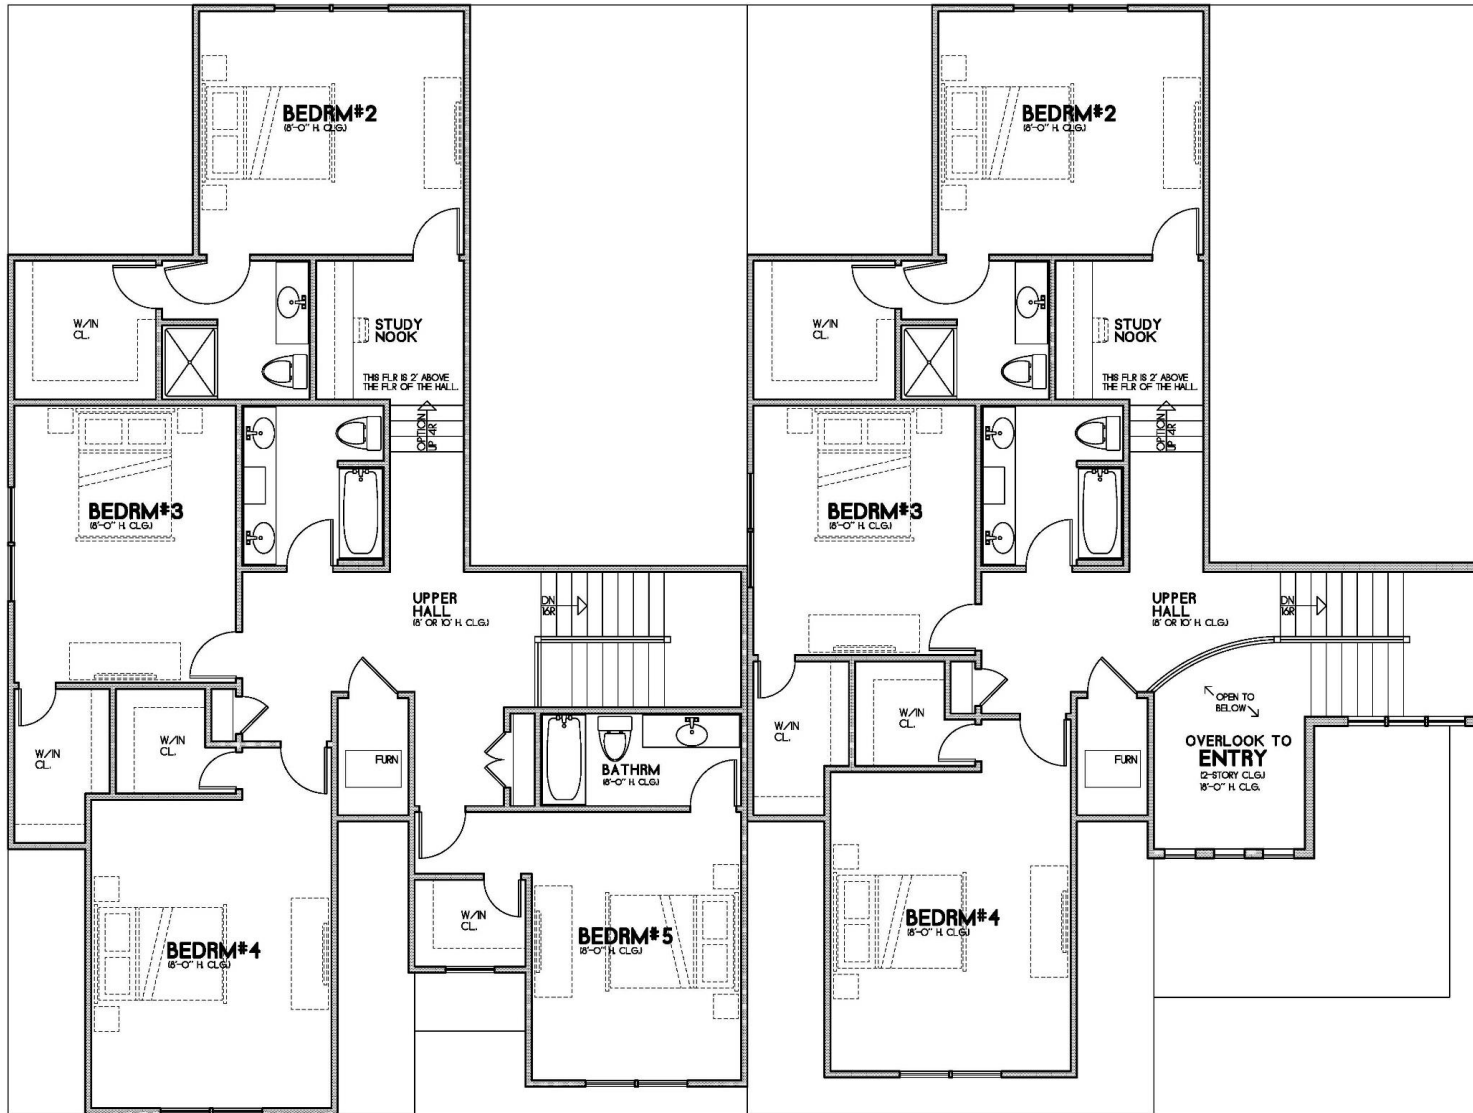 BEDRM#2
(8'-0" H. CLG.)
W/IN
CL.
STUDY
NOOK
THIS FLR IS 2' ABOVE
THE FLR OF THE HALL.
OPTION
UP 4R
BEDRM#3
(8'-0" H. CLG.)
UPPER
HALL
(8' OR 10' H. CLG.)
DN
16R
W/IN
CL.
W/IN
CL.
FURN
BATHRM
(8'-0" H. CLG.)
W/IN
CL.
BEDRM#5
(8'-0" H. CLG.)
BEDRM#4
(8'-0" H. CLG.)
BEDRM#2
(8'-0" H. CLG.)
W/IN
CL.
STUDY
NOOK
THIS FLR IS 2' ABOVE
THE FLR OF THE HALL.
OPTION
UP 4R
BEDRM#3
(8'-0" H. CLG.)
UPPER
HALL
(8' OR 10' H. CLG.)
DN
16R
W/IN
CL.
W/IN
CL.
FURN
OPEN TO
BELOW
OVERLOOK TO
ENTRY
(2-STORY CLG.)
18'-0" H. CLG.
BEDRM#4
(8'-0" H. CLG.)